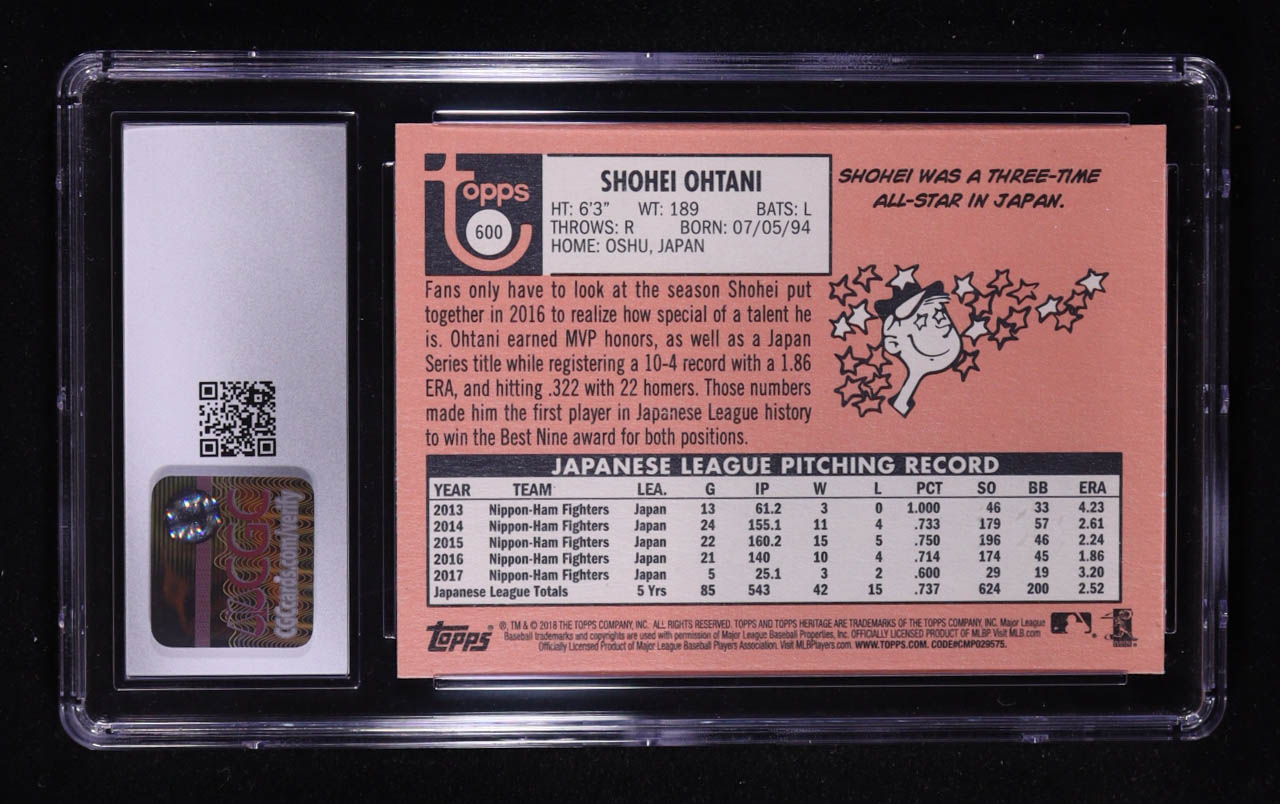 topps
600
SHOHEI OHTANI
HT: 6'3" WT: 189 BATS: L
THROWS: R BORN: 07/05/94
HOME: OSHU, JAPAN
SHOHEI WAS A THREE-TIME
ALL-STAR IN JAPAN.
Fans only have to look at the season Shohei put
together in 2016 to realize how special of a talent he
is. Ohtani earned MVP honors, as well as a Japan
Series title while registering a 10-4 record with a 1.86
ERA, and hitting .322 with 22 homers. Those numbers
made him the first player in Japanese League history
to win the Best Nine award for both positions.
JAPANESE LEAGUE PITCHING RECORD
YEAR TEAM LEA. G IP W L PCT SO BB ERA
2013 Nippon-Ham Fighters Japan 13 61.2 3 0 1.000 46 33 4.23
2014 Nippon-Ham Fighters Japan 24 155.1 11 4 .733 179 57 2.61
2015 Nippon-Ham Fighters Japan 22 160.2 15 5 .750 196 46 2.24
2016 Nippon-Ham Fighters Japan 21 140 10 4 .714 174 45 1.86
2017 Nippon-Ham Fighters Japan 5 25.1 3 2 .600 29 19 3.20
Japanese League Totals 5 Yrs 85 543 42 15 .737 624 200 2.52
TOPPS® ®, TM & © 2018 THE TOPPS COMPANY, INC. ALL RIGHTS RESERVED. TOPPS AND TOPPS HERITAGE ARE TRADEMARKS OF THE TOPPS COMPANY, INC. Major League
Baseball trademarks and copyrights are used with permission of Major League Baseball Properties, Inc. OFFICIALLY LICENSED PRODUCT OF MLBP. Visit MLB.com
Officially Licensed Product of Major League Baseball Players Association. Visit MLBPlayers.com. WWW.TOPPS.COM. CODE#CMP029575.
CGC
CGCcards.com/verify